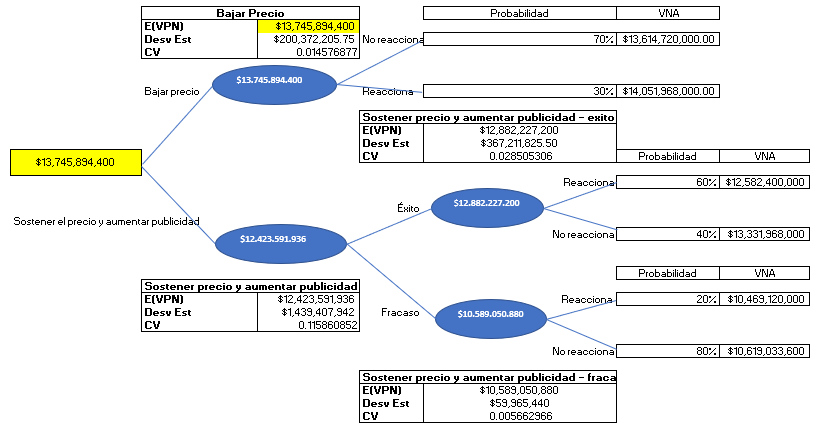 Bajar Precio
E(VPN) $13,745,894,400
Desv Est $200,372,205.75
CV 0.014576877
Probabilidad VNA
No reacciona 70% $13,614,720,000.00
$13.745.894.400
Bajar precio
Reacciona 30% $14,051,968,000.00
Sostener precio y aumentar publicidad - exito
E(VPN) $12,882,227,200
Desv Est $367,211,825.50
CV 0.028505306
Probabilidad VNA
$13,745,894,400
Reacciona 60% $12,582,400,000
Éxito
$12.882.227.200
Sostener el precio y aumentar publicidad
No reacciona 40% $13,331,968,000
$12.423.591.936
Probabilidad VNA
Sostener precio y aumentar publicidad
E(VPN) $12,423,591,936
Desv Est $1,439,407,942
CV 0.115860852
Reacciona 20% $10,469,120,000
Fracaso
$10.589.050.880
No reacciona 80% $10,619,033,600
Sostener precio y aumentar publicidad - fraca
E(VPN) $10,589,050,880
Desv Est $59,965,440
CV 0.005662966